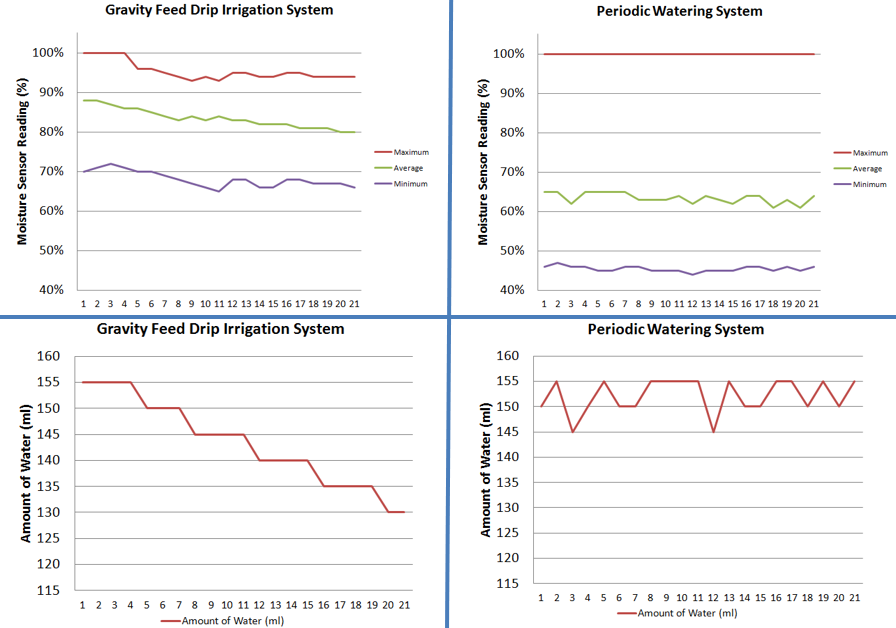 Gravity Feed Drip Irrigation System
Moisture Sensor Reading (%)
100%
90%
80%
70%
60%
50%
40%
1 2 3 4 5 6 7 8 9 10 11 12 13 14 15 16 17 18 19 20 21
Maximum
Average
Minimum
Periodic Watering System
Moisture Sensor Reading (%)
100%
90%
80%
70%
60%
50%
40%
1 2 3 4 5 6 7 8 9 10 11 12 13 14 15 16 17 18 19 20 21
Maximum
Average
Minimum
Gravity Feed Drip Irrigation System
Amount of Water (ml)
160
155
150
145
140
135
130
125
120
115
1 2 3 4 5 6 7 8 9 10 11 12 13 14 15 16 17 18 19 20 21
Amount of Water (ml)
Periodic Watering System
Amount of Water (ml)
160
155
150
145
140
135
130
125
120
115
1 2 3 4 5 6 7 8 9 10 11 12 13 14 15 16 17 18 19 20 21
Amount of Water (ml)